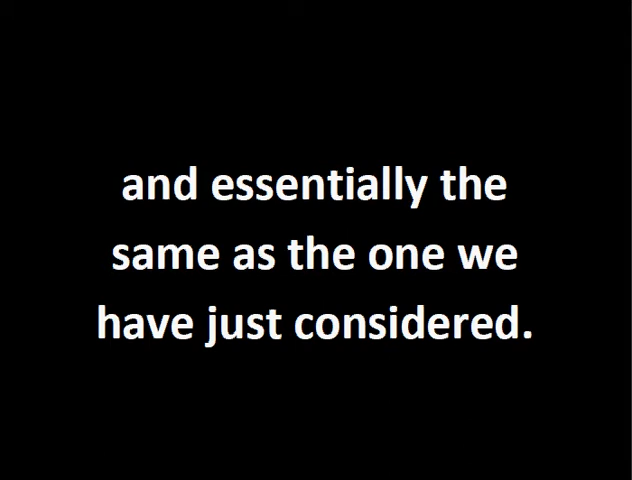 and essentially the
same as the one we
have just considered.